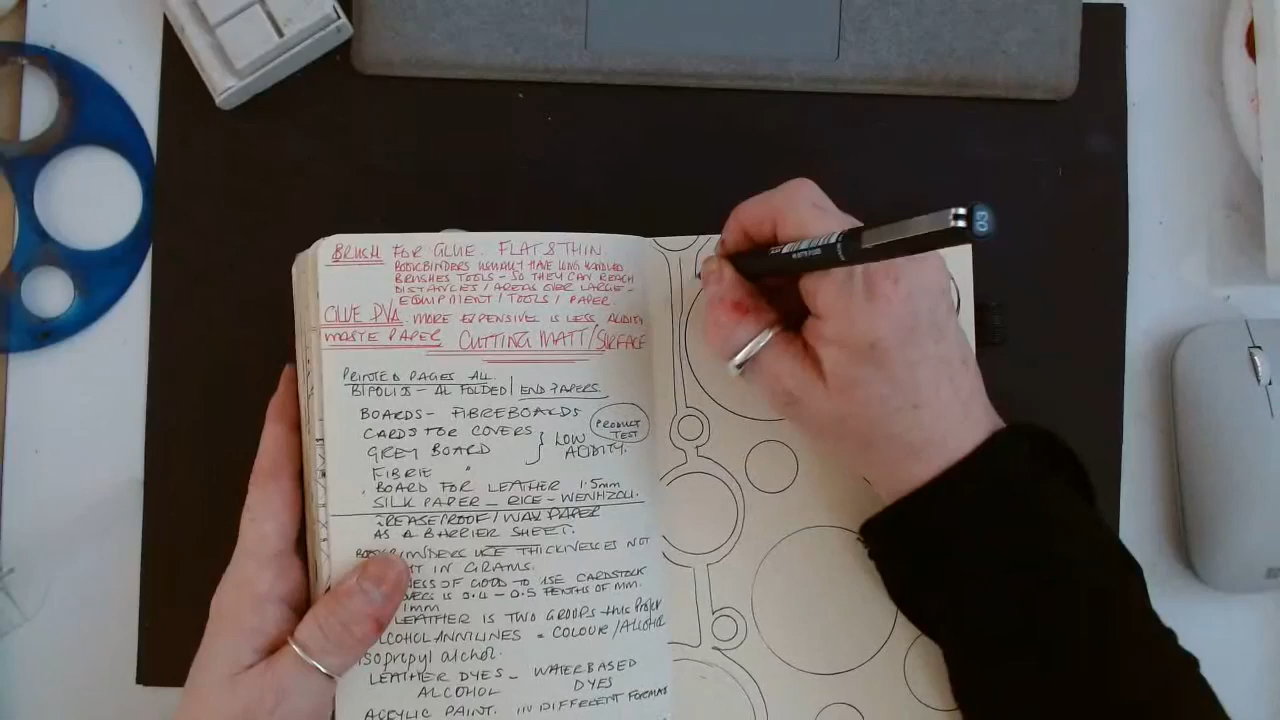 BRUSH FOR GLUE. FLAT & THIN.
BOOKBINDERS USUALLY HAVE LONG HANDLED
BRUSHES TOOLS - SO THEY CAN REACH
DISTANCES / AREAS OVER LARGE -
EQUIPMENT / TOOLS / PAPER
GLUE PVA. MORE EXPENSIVE IS LESS ACIDITY
WASTE PAPER CUTTING MATT/SURFACE
PRINTED PAGES ALL.
BIFOLIOS - ALL FOLDED / END PAPERS.
BOARDS - FIBREBOARDS
CARDS FOR COVERS
GREY BOARD } LOW ACIDITY.
PRODUCT TEST
FIBRE "
. BOARD FOR LEATHER 1.5mm
SILK PAPER - RICE - WENHZOU.
GREASEPROOF / WAX PAPER
AS A BARRIER SHEET.
BOOKBINDERS USE THICKNESSES NOT
IN GRAMS.
OF GOOD TO USE CARDSTOCK
IS 0.4 - 0.5 TENTHS OF MM.
1mm
LEATHER IS TWO GROUPS - this Project
= COLOUR / ALCOHOL
isopropyl alchol.
LEATHER DYES - WATERBASED
ALCOHOL DYES
ACRYLIC PAINT. IN DIFFERENT FORMAT
03